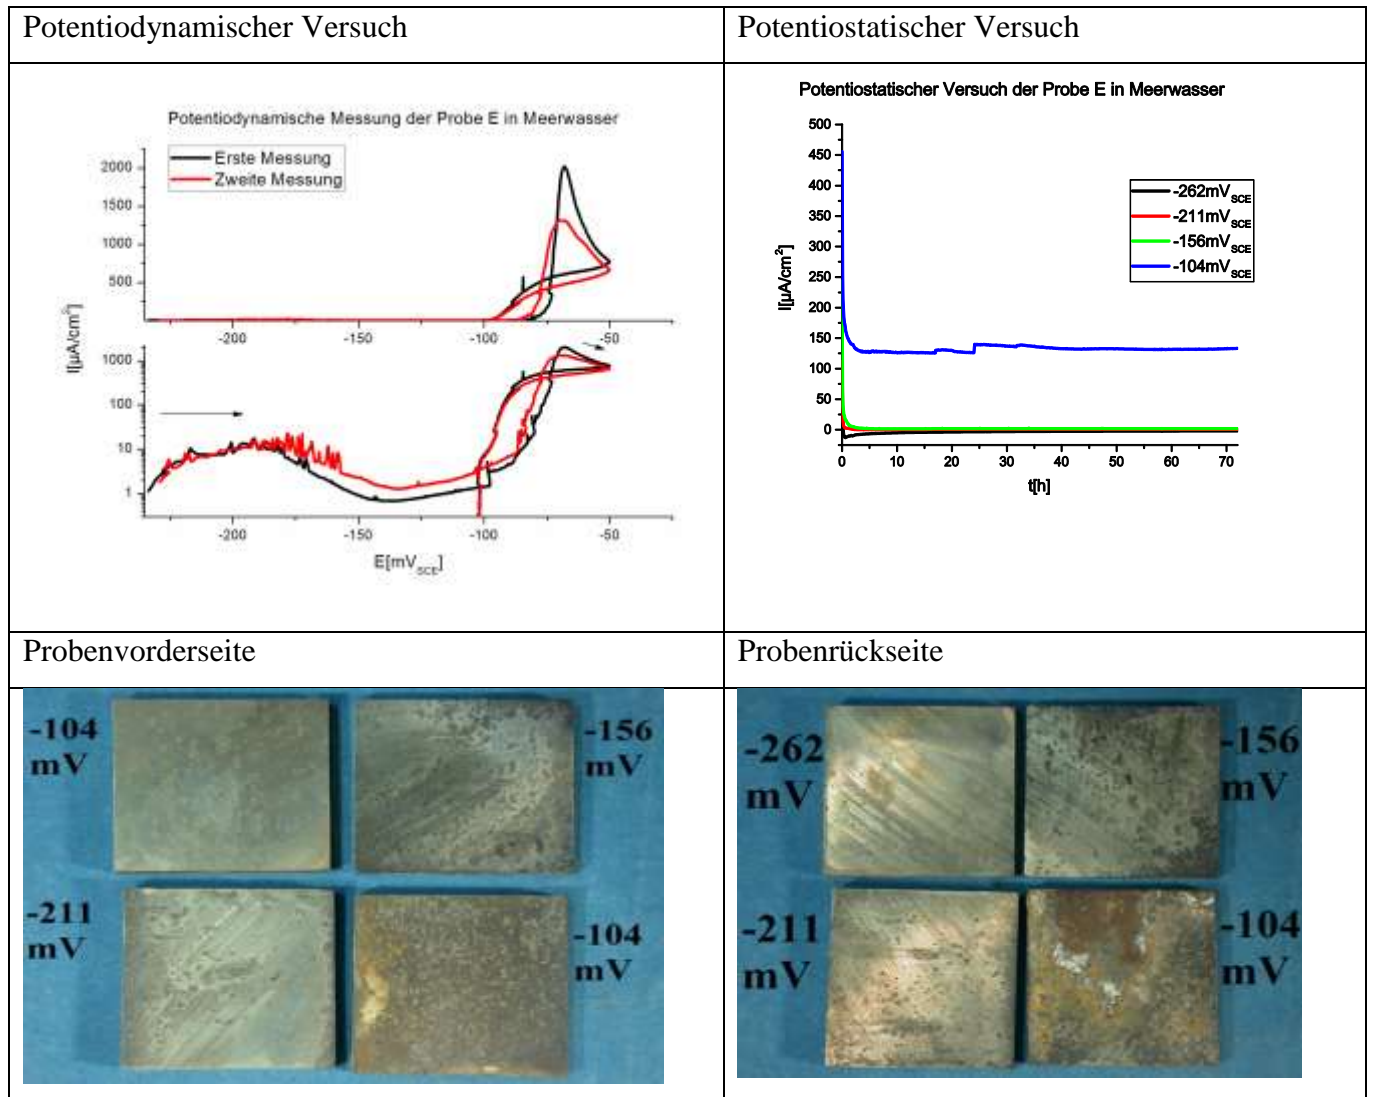 Potentiodynamischer Versuch
Potentiostatischer Versuch
Potentiodynamische Messung der Probe E in Meerwasser
Erste Messung
Zweite Messung
2000
1500
1000
500
-200
-150
-100
-50
I[µA/cm²]
1000
100
10
1
-200
-150
-100
-50
E[mV_SCE]
Potentiostatischer Versuch der Probe E in Meerwasser
500
450
400
350
300
250
200
150
100
50
0
I[µA/cm²]
-262mV_SCE
-211mV_SCE
-156mV_SCE
-104mV_SCE
0
10
20
30
40
50
60
70
t[h]
Probenvorderseite
Probenrückseite
-104
mV
-156
mV
-211
mV
-104
mV
-262
mV
-156
mV
-211
mV
-104
mV